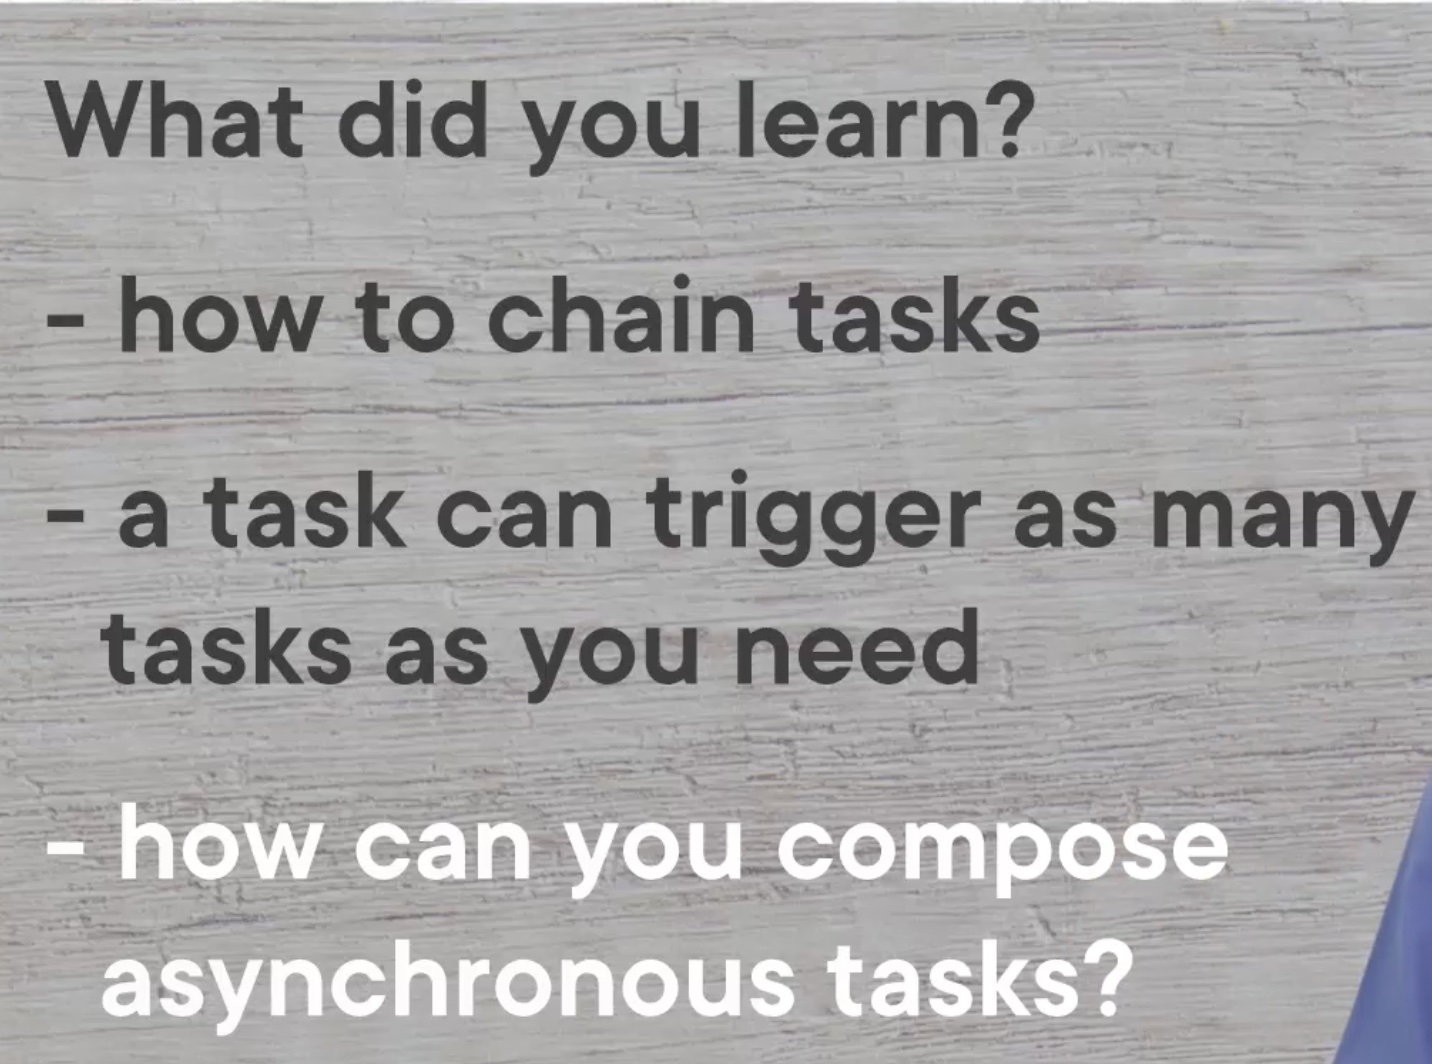 What did you learn?
- how to chain tasks
- a task can trigger as many
tasks as you need
- how can you compose
asynchronous tasks?